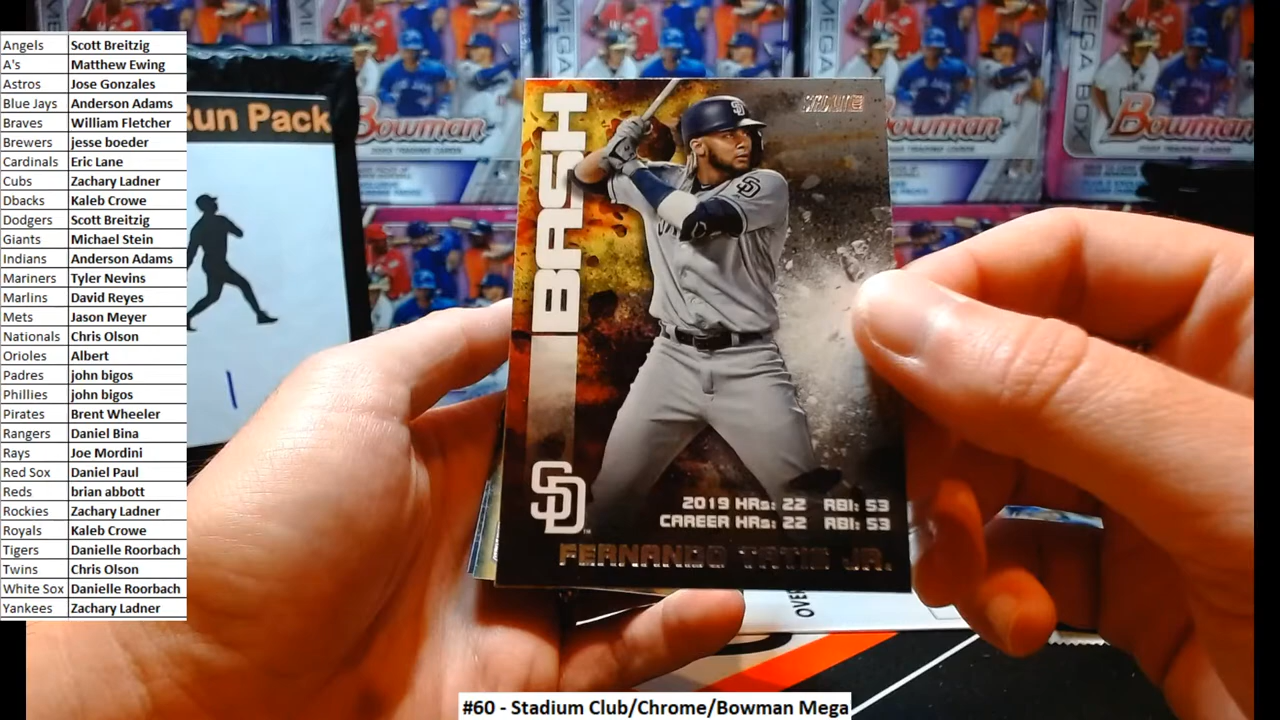 Angels Scott Breitzig
A's Matthew Ewing
Astros Jose Gonzales
Blue Jays Anderson Adams
Braves William Fletcher
Brewers jesse boeder
Cardinals Eric Lane
Cubs Zachary Ladner
Dbacks Kaleb Crowe
Dodgers Scott Breitzig
Giants Michael Stein
Indians Anderson Adams
Mariners Tyler Nevins
Marlins David Reyes
Mets Jason Meyer
Nationals Chris Olson
Orioles Albert
Padres john bigos
Phillies john bigos
Pirates Brent Wheeler
Rangers Daniel Bina
Rays Joe Mordini
Red Sox Daniel Paul
Reds brian abbott
Rockies Zachary Ladner
Royals Kaleb Crowe
Tigers Danielle Roorbach
Twins Chris Olson
White Sox Danielle Roorbach
Yankees Zachary Ladner
Run Pack
MEGA BOX
Bowman
Bowman
Bowman
BASH
SD
2019 HRs: 22 RBI: 53
CAREER HRs: 22 RBI: 53
FERNANDO TATIS JR.
OVER
#60 - Stadium Club/Chrome/Bowman Mega